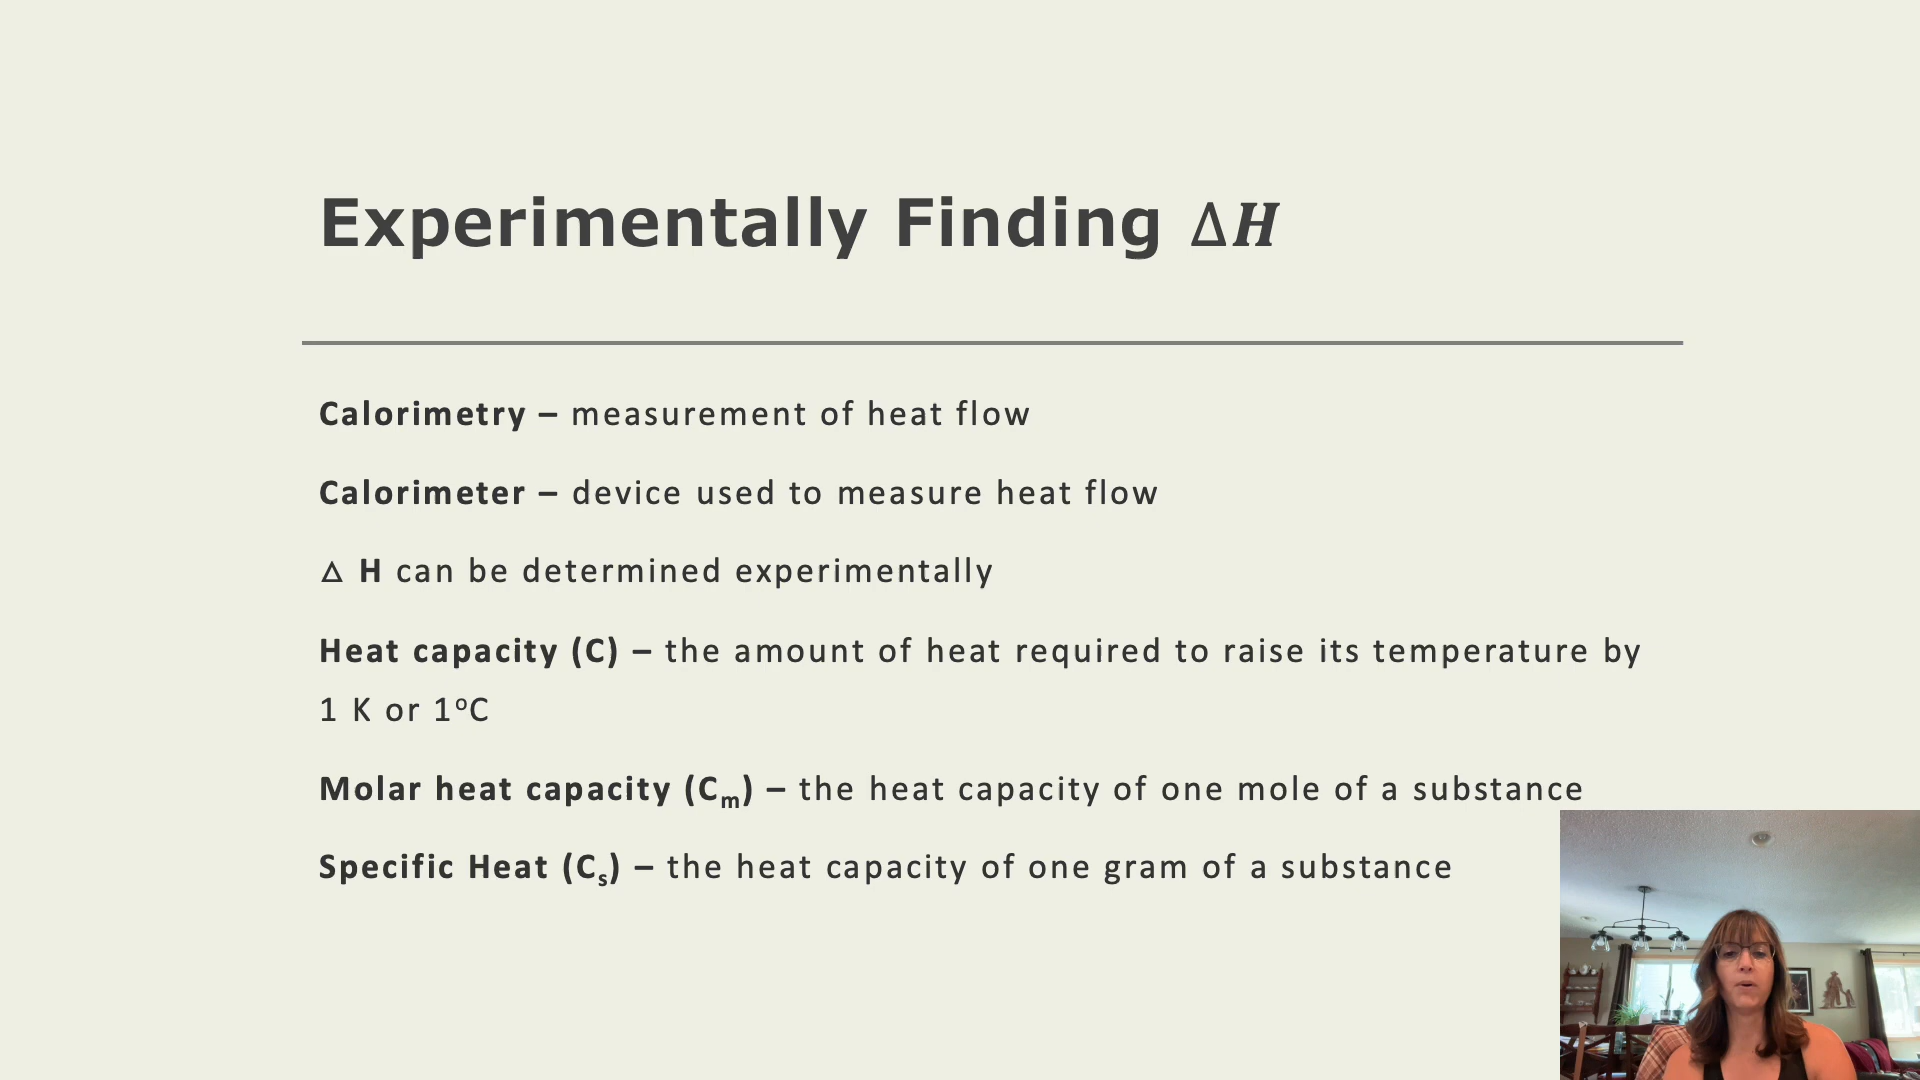 Experimentally Finding Δ𝑯
Calorimetry – measurement of heat flow
Calorimeter – device used to measure heat flow
Δ H can be determined experimentally
Heat capacity (C) – the amount of heat required to raise its temperature by
1 K or 1ᵒC
Molar heat capacity (Cₘ) – the heat capacity of one mole of a substance
Specific Heat (Cₛ) – the heat capacity of one gram of a substance